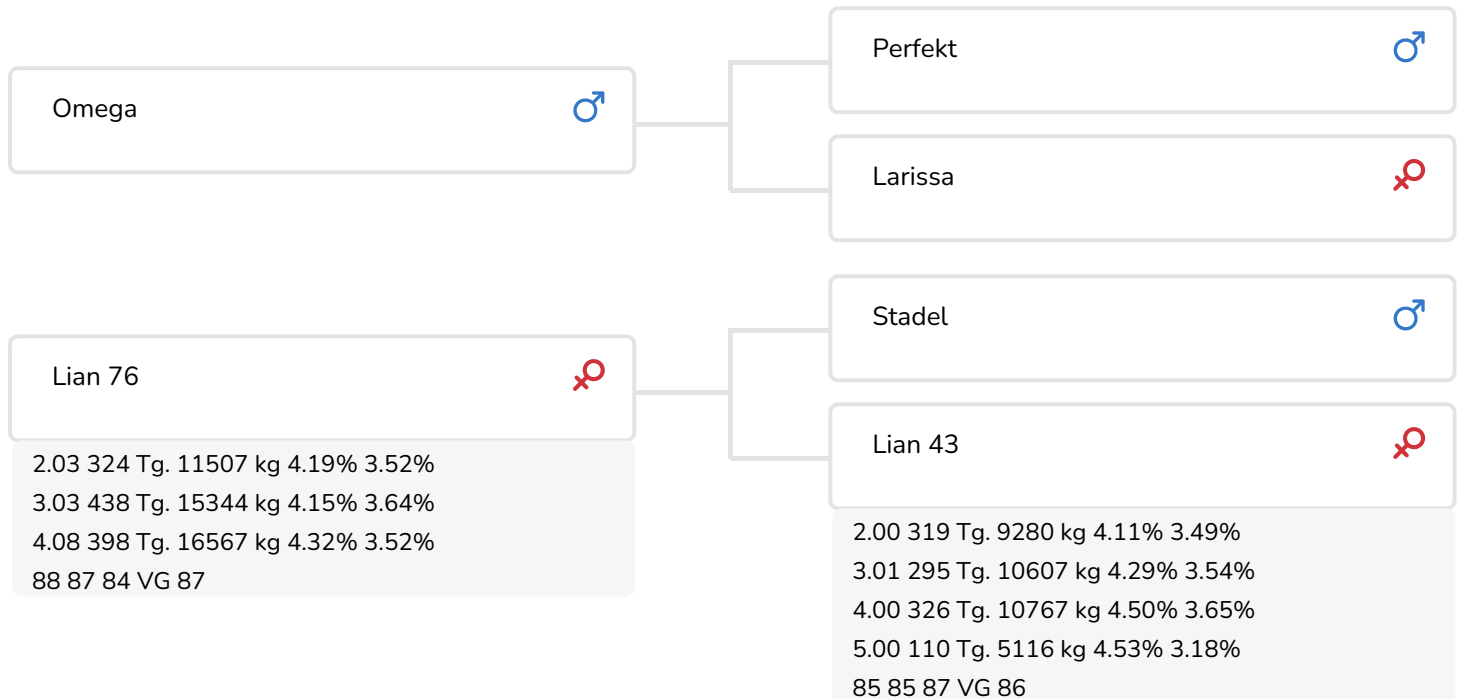 Perfekt
Omega
Larissa
Stadel
Lian 76
Lian 43
2.03 324 Tg. 11507 kg 4.19% 3.52%
3.03 438 Tg. 15344 kg 4.15% 3.64%
4.08 398 Tg. 16567 kg 4.32% 3.52%
88 87 84 VG 87
2.00 319 Tg. 9280 kg 4.11% 3.49%
3.01 295 Tg. 10607 kg 4.29% 3.54%
4.00 326 Tg. 10767 kg 4.50% 3.65%
5.00 110 Tg. 5116 kg 4.53% 3.18%
85 85 87 VG 86